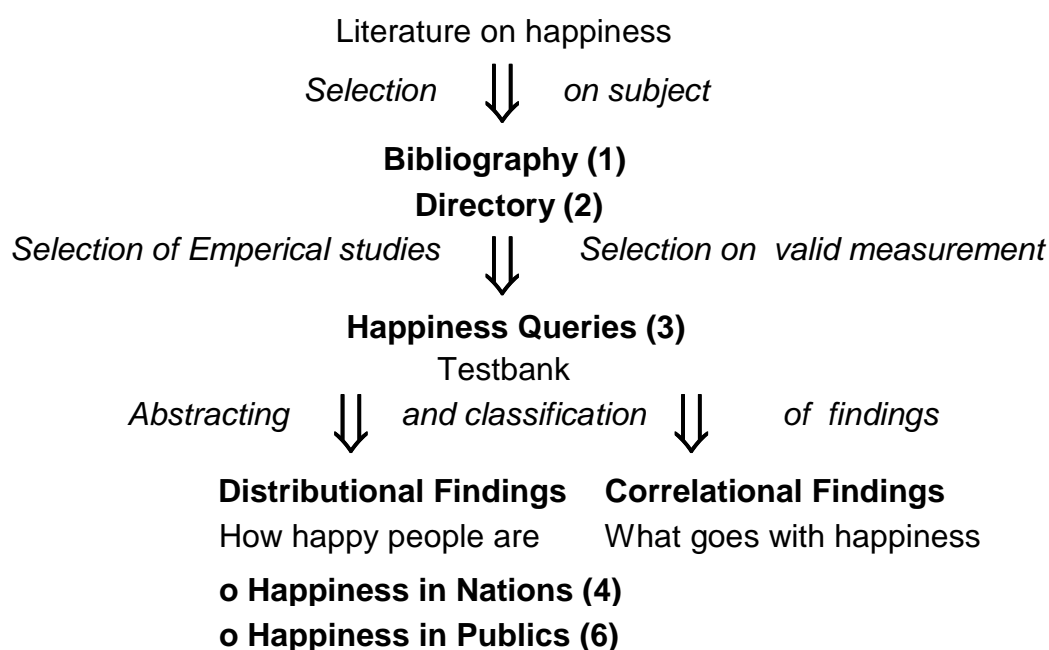 Literature on happiness
Selection on subject
Bibliography (1)
Directory (2)
Selection of Emperical studies Selection on valid measurement
Happiness Queries (3)
Testbank
Abstracting and classification of findings
Distributional Findings Correlational Findings
How happy people are What goes with happiness
o Happiness in Nations (4)
o Happiness in Publics (6)